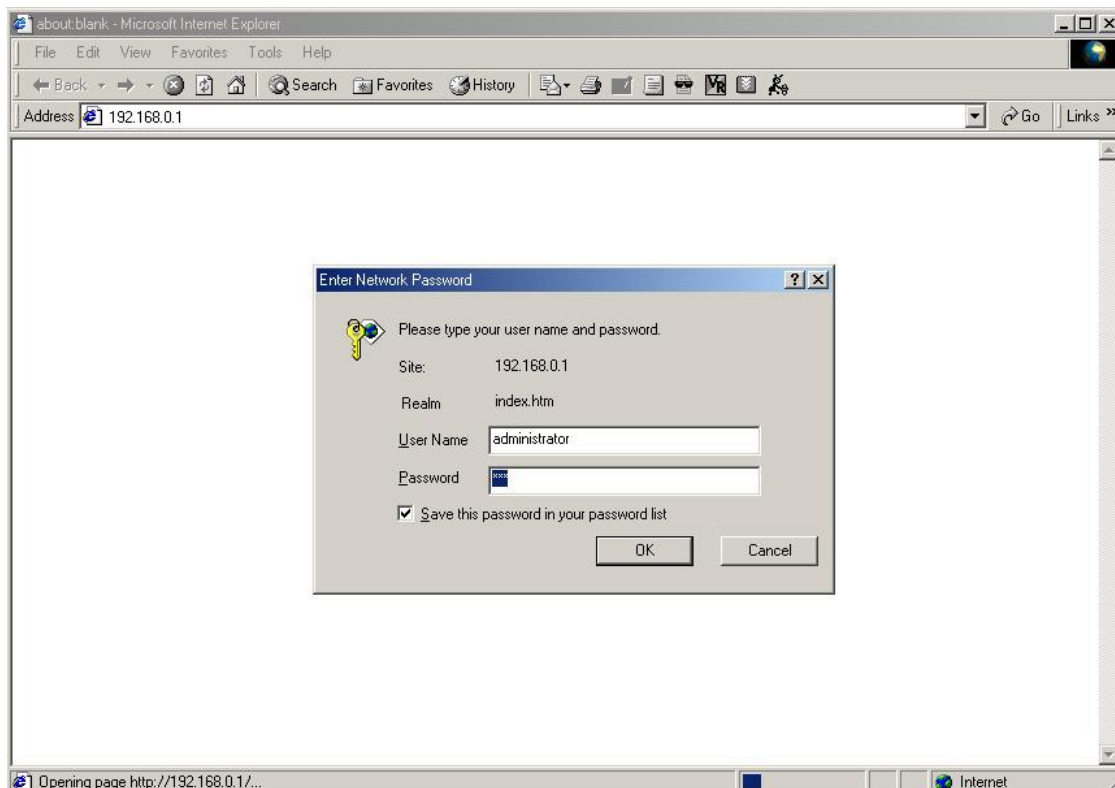 about:blank - Microsoft Internet Explorer
File Edit View Favorites Tools Help
Back Search Favorites History
Address 192.168.0.1 Go Links »
Enter Network Password
Please type your user name and password.
Site: 192.168.0.1
Realm index.htm
User Name administrator
Password ***
Save this password in your password list
OK Cancel
Opening page http://192.168.0.1/... Internet